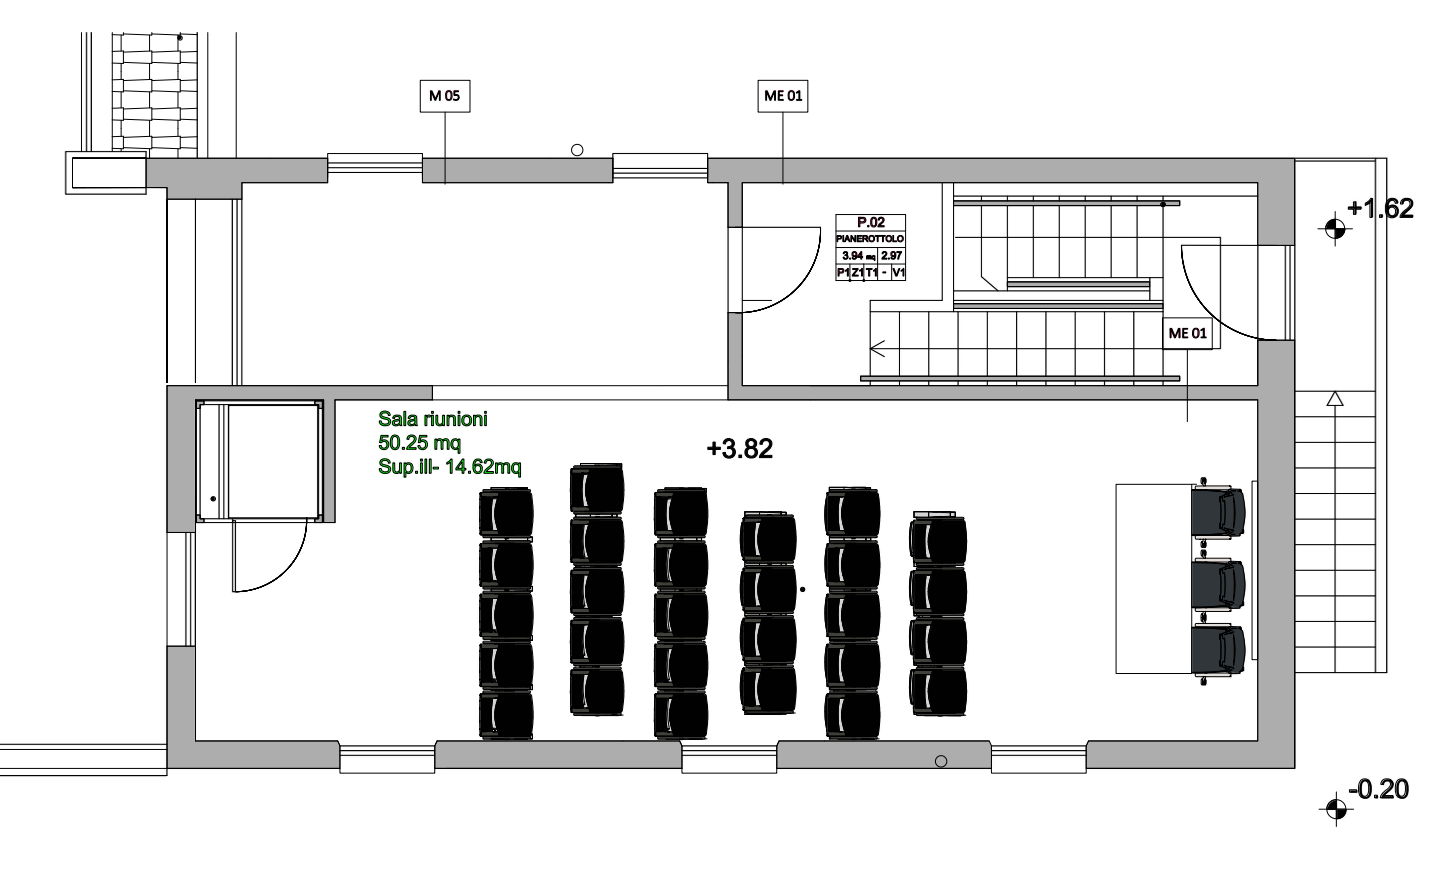 M 05
ME 01
+1.62
P.02
PIANEROTTOLO
3.94 mq 2.97
P1 Z1 T1 - V1
ME 01
Sala riunioni
50.25 mq
Sup.ill- 14.62mq
+3.82
-0.20